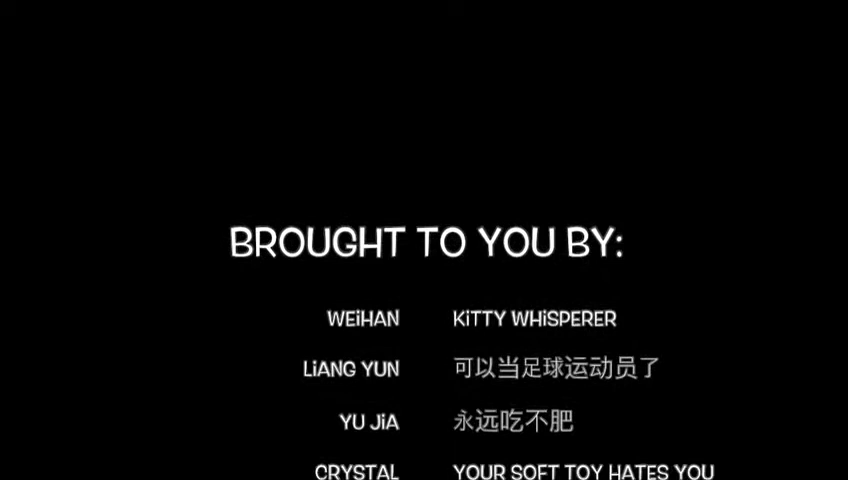 BROUGHT TO YOU BY:
WEiHAN KiTTY WHiSPERER
LiANG YUN 可以当足球运动员了
YU JiA 永远吃不肥
CRYSTAL YOUR SOFT TOY HATES YOU